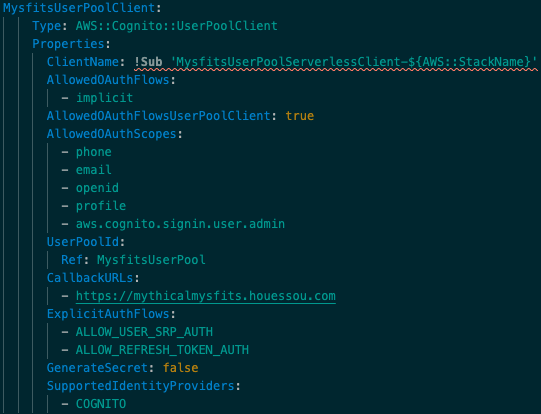 MysfitsUserPoolClient:
    Type: AWS::Cognito::UserPoolClient
    Properties:
      ClientName: !Sub 'MysfitsUserPoolServerlessClient-${AWS::StackName}'
      AllowedOAuthFlows:
        - implicit
      AllowedOAuthFlowsUserPoolClient: true
      AllowedOAuthScopes:
        - phone
        - email
        - openid
        - profile
        - aws.cognito.signin.user.admin
      UserPoolId:
        Ref: MysfitsUserPool
      CallbackURLs:
        - https://mythicalmysfits.houessou.com
      ExplicitAuthFlows:
        - ALLOW_USER_SRP_AUTH
        - ALLOW_REFRESH_TOKEN_AUTH
      GenerateSecret: false
      SupportedIdentityProviders:
        - COGNITO